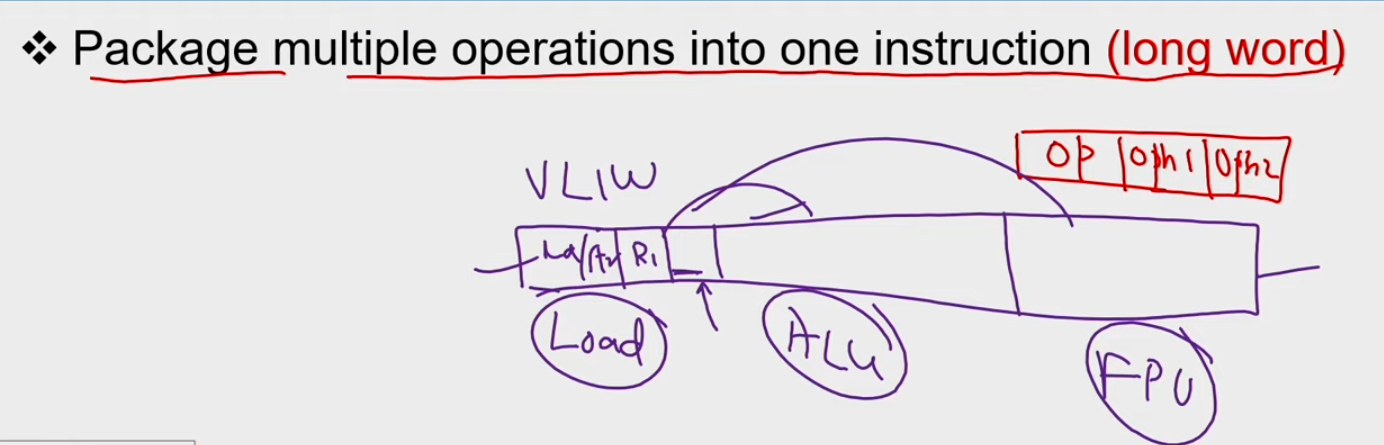 ❖ Package multiple operations into one instruction (long word)
OP Oph1 Oph2
VLIW
R1
Load ALU FPU